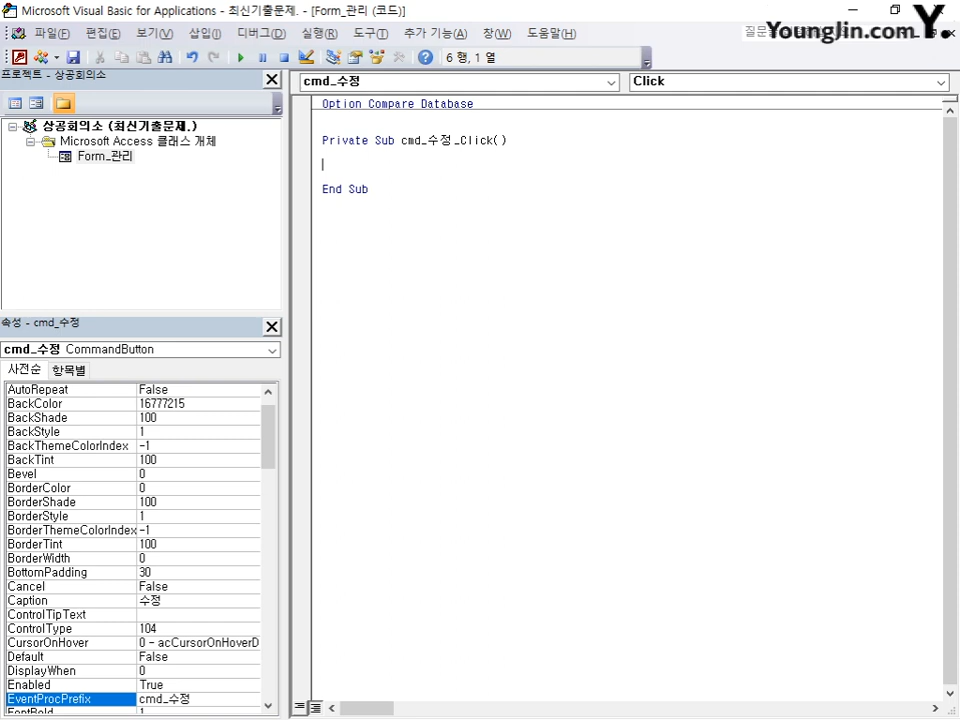 Microsoft Visual Basic for Applications - 최신기출문제. - [Form_관리 (코드)]
Younglin.com Y.
파일(F) 편집(E) 보기(V) 삽입(I) 디버그(D) 실행(R) 도구(T) 추가 기능(A) 창(W) 도움말(H)
6 행, 1 열
프로젝트 - 상공회의소
cmd_수정
Click
상공회의소 (최신기출문제.)
Microsoft Access 클래스 개체
Form_관리
Option Compare Database
Private Sub cmd_수정_Click()
End Sub
속성 - cmd_수정
cmd_수정 CommandButton
사전순 항목별
AutoRepeat False
BackColor 16777215
BackShade 100
BackStyle 1
BackThemeColorIndex -1
BackTint 100
Bevel 0
BorderColor 0
BorderShade 100
BorderStyle 1
BorderThemeColorIndex -1
BorderTint 100
BorderWidth 0
BottomPadding 30
Cancel False
Caption 수정
ControlTipText
ControlType 104
CursorOnHover 0 - acCursorOnHoverD
Default False
DisplayWhen 0
Enabled True
EventProcPrefix cmd_수정
FontBold 1